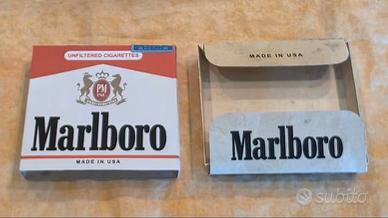 UNFILTERED CIGARETTES
PM
Marlboro
MADE IN USA
MADE IN USA
Marlboro
subito